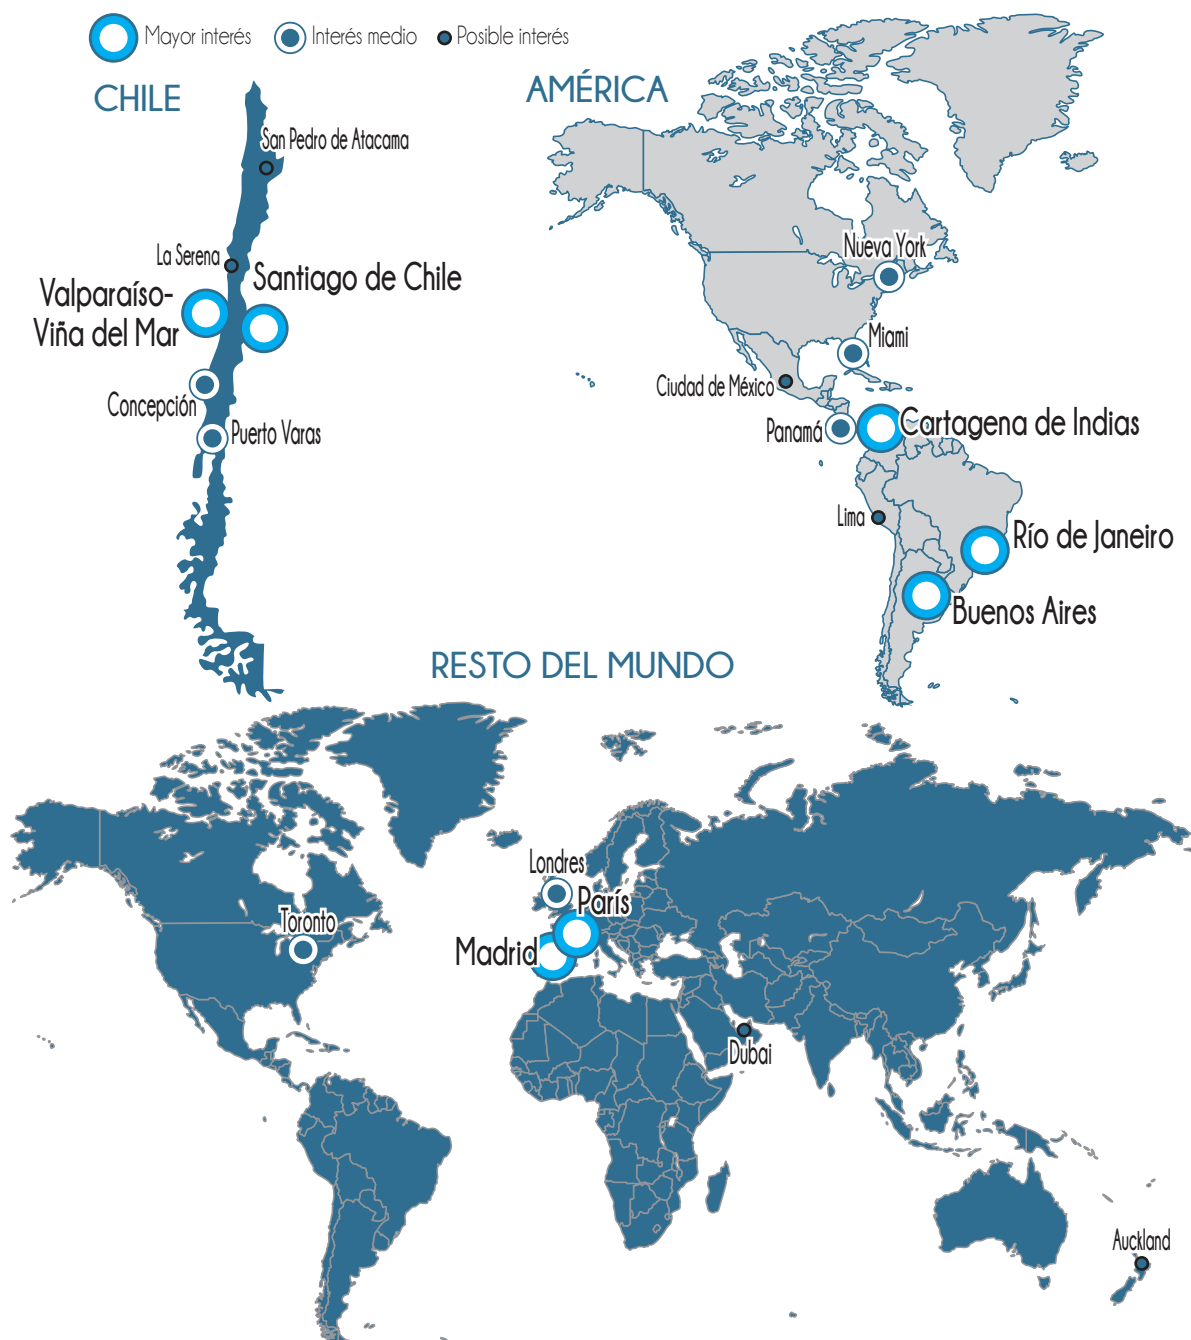 Mayor interés
Interés medio
Posible interés
CHILE
San Pedro de Atacama
La Serena
Santiago de Chile
Valparaíso-
Viña del Mar
Concepción
Puerto Varas
AMÉRICA
Nueva York
Miami
Ciudad de México
Panamá
Cartagena de Indias
Lima
Río de Janeiro
Buenos Aires
RESTO DEL MUNDO
Londres
París
Toronto
Madrid
Dubai
Auckland